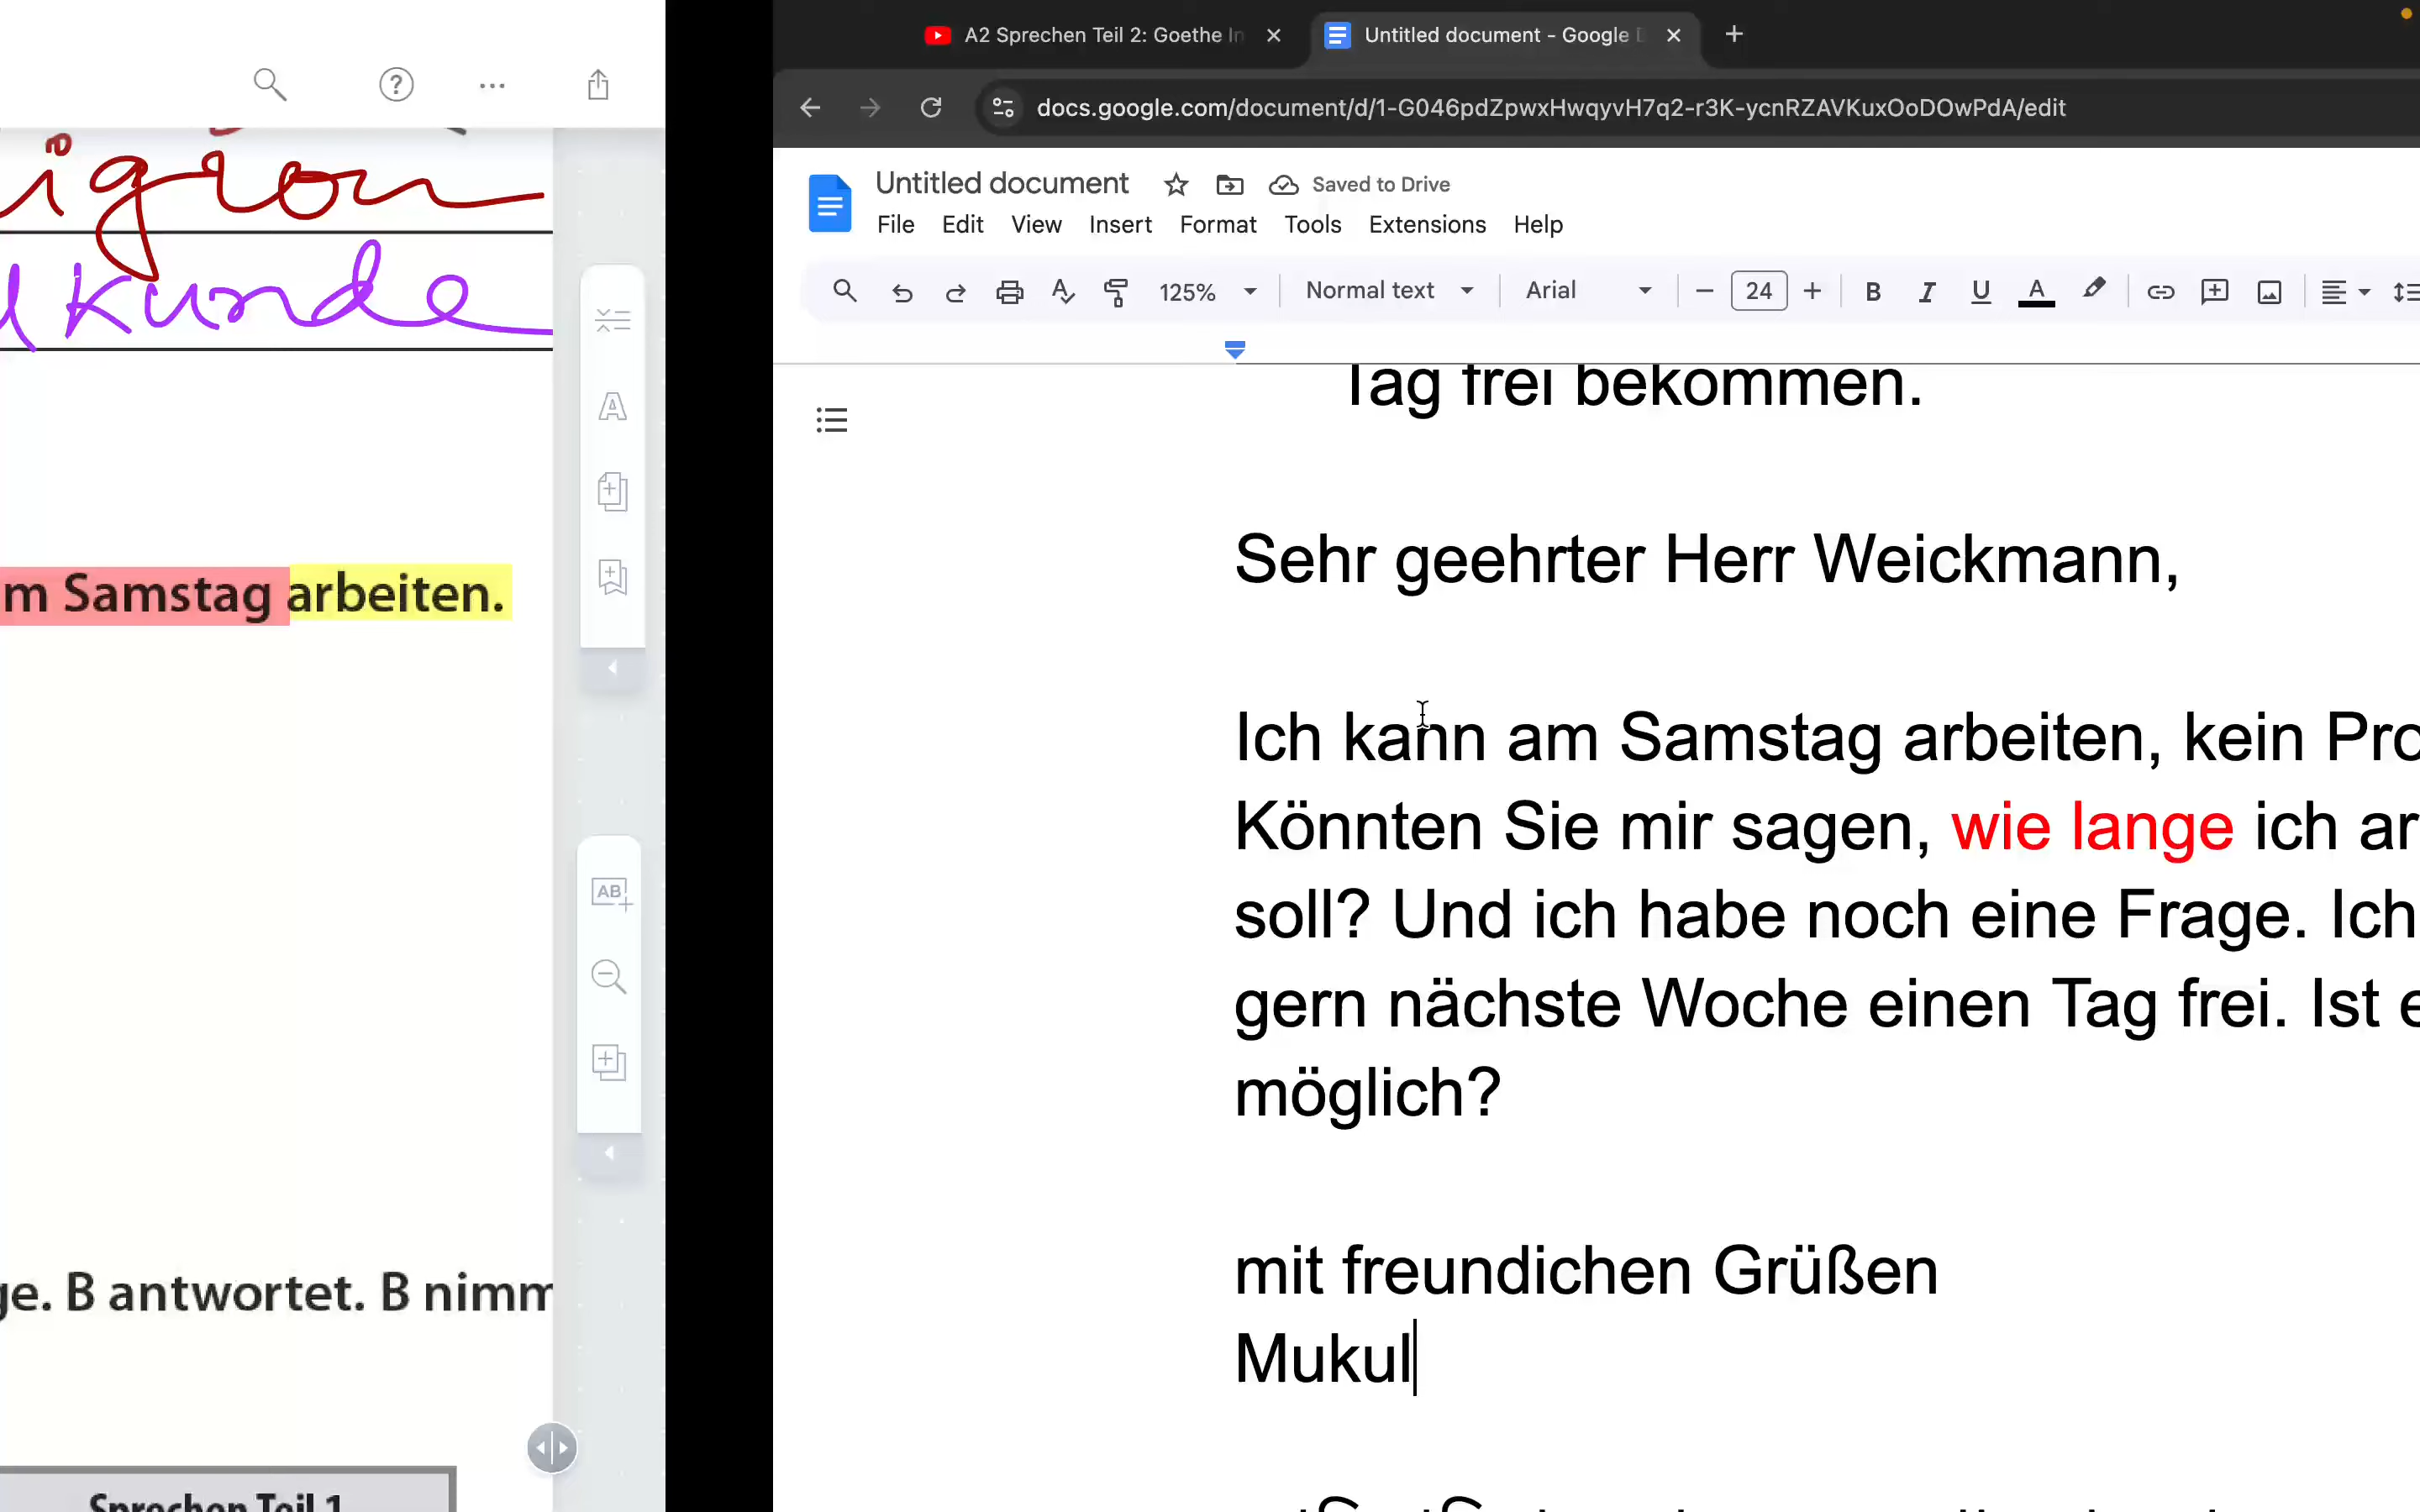 A2 Sprechen Teil 2: Goethe In
Untitled document - Google D
docs.google.com/document/d/1-G046pdZpwxHwqyvH7q2-r3K-ycnRZAVKuxOoDOwPdA/edit
Untitled document
Saved to Drive
File Edit View Insert Format Tools Extensions Help
125% Normal text Arial 24
igion
dkunde
m Samstag arbeiten.
ge. B antwortet. B nimm
Sprechen Teil 1
Tag frei bekommen.
Sehr geehrter Herr Weickmann,
Ich kann am Samstag arbeiten, kein Pro
Könnten Sie mir sagen, wie lange ich ar
soll? Und ich habe noch eine Frage. Ich
gern nächste Woche einen Tag frei. Ist e
möglich?
mit freundichen Grüßen
Mukul